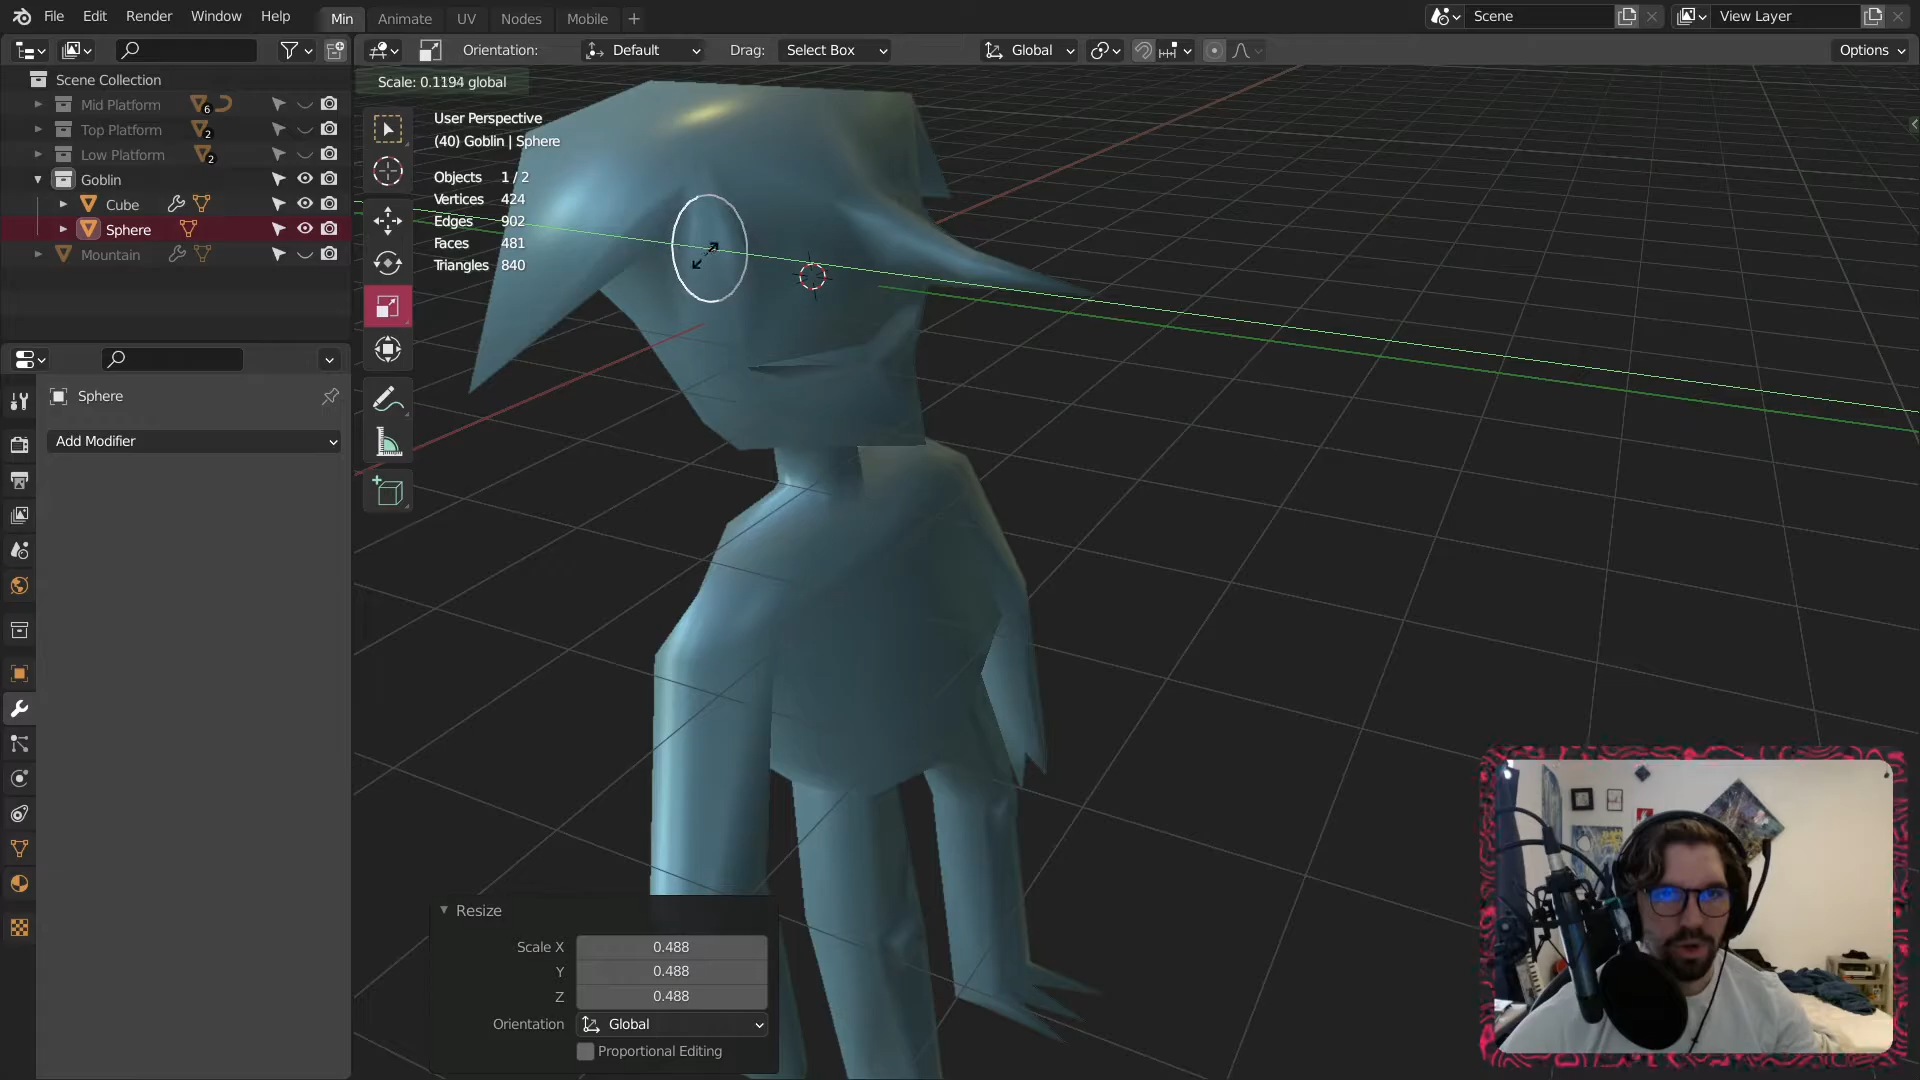 File Edit Render Window Help Min Animate UV Nodes Mobile Scene View Layer
Orientation: Default Drag: Select Box Global Options
Scene Collection
Mid Platform 6
Top Platform 2
Low Platform 2
Goblin
Cube
Sphere
Mountain
Sphere
Add Modifier
Scale: 0.1194 global
User Perspective
(40) Goblin | Sphere
Objects 1 / 2
Vertices 424
Edges 902
Faces 481
Triangles 840
Resize
Scale X 0.488
Y 0.488
Z 0.488
Orientation Global
Proportional Editing